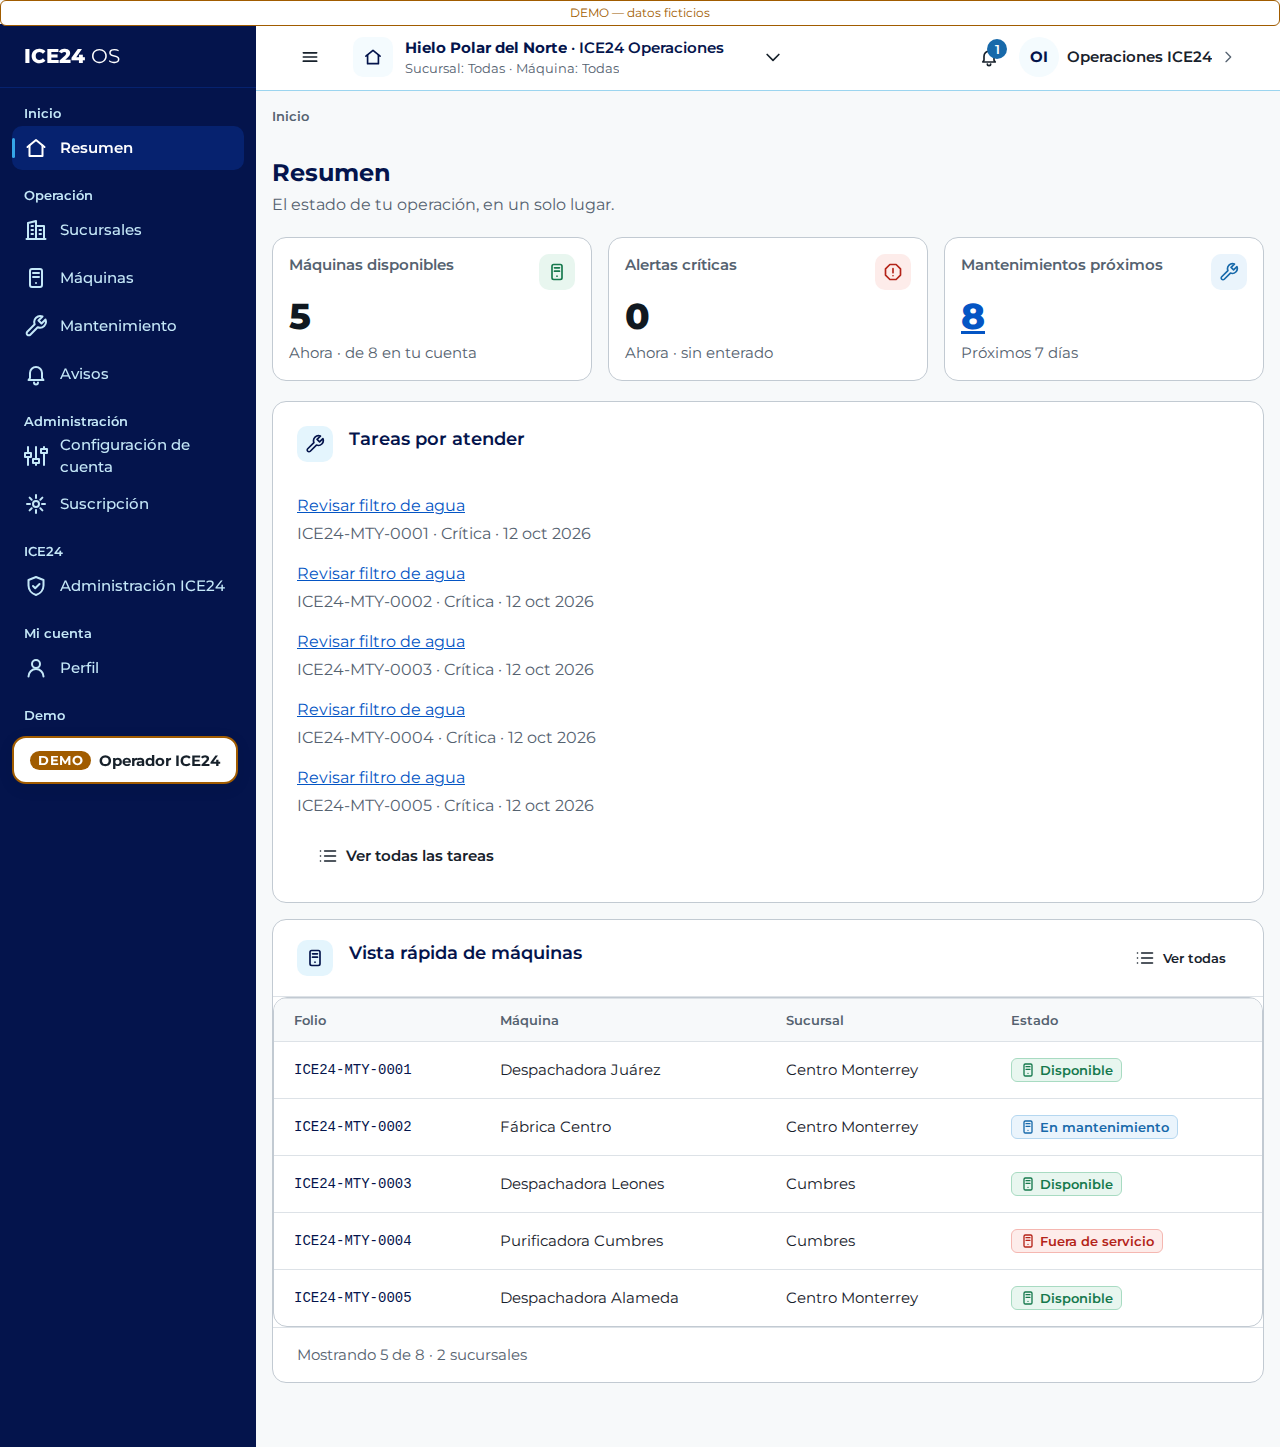 DEMO — datos ficticios
ICE24 OS
Inicio
Resumen
Operación
Sucursales
Máquinas
Mantenimiento
Avisos
Administración
Configuración de
cuenta
Suscripción
ICE24
Administración ICE24
Mi cuenta
Perfil
Demo
DEMO Operador ICE24
Hielo Polar del Norte · ICE24 Operaciones
Sucursal: Todas · Máquina: Todas
1
OI Operaciones ICE24
Inicio
Resumen
El estado de tu operación, en un solo lugar.
Máquinas disponibles
5
Ahora · de 8 en tu cuenta
Alertas críticas
0
Ahora · sin enterado
Mantenimientos próximos
8
Próximos 7 días
Tareas por atender
Revisar filtro de agua
ICE24-MTY-0001 · Crítica · 12 oct 2026
Revisar filtro de agua
ICE24-MTY-0002 · Crítica · 12 oct 2026
Revisar filtro de agua
ICE24-MTY-0003 · Crítica · 12 oct 2026
Revisar filtro de agua
ICE24-MTY-0004 · Crítica · 12 oct 2026
Revisar filtro de agua
ICE24-MTY-0005 · Crítica · 12 oct 2026
Ver todas las tareas
Vista rápida de máquinas
Ver todas
Folio Máquina Sucursal Estado
ICE24-MTY-0001 Despachadora Juárez Centro Monterrey Disponible
ICE24-MTY-0002 Fábrica Centro Centro Monterrey En mantenimiento
ICE24-MTY-0003 Despachadora Leones Cumbres Disponible
ICE24-MTY-0004 Purificadora Cumbres Cumbres Fuera de servicio
ICE24-MTY-0005 Despachadora Alameda Centro Monterrey Disponible
Mostrando 5 de 8 · 2 sucursales